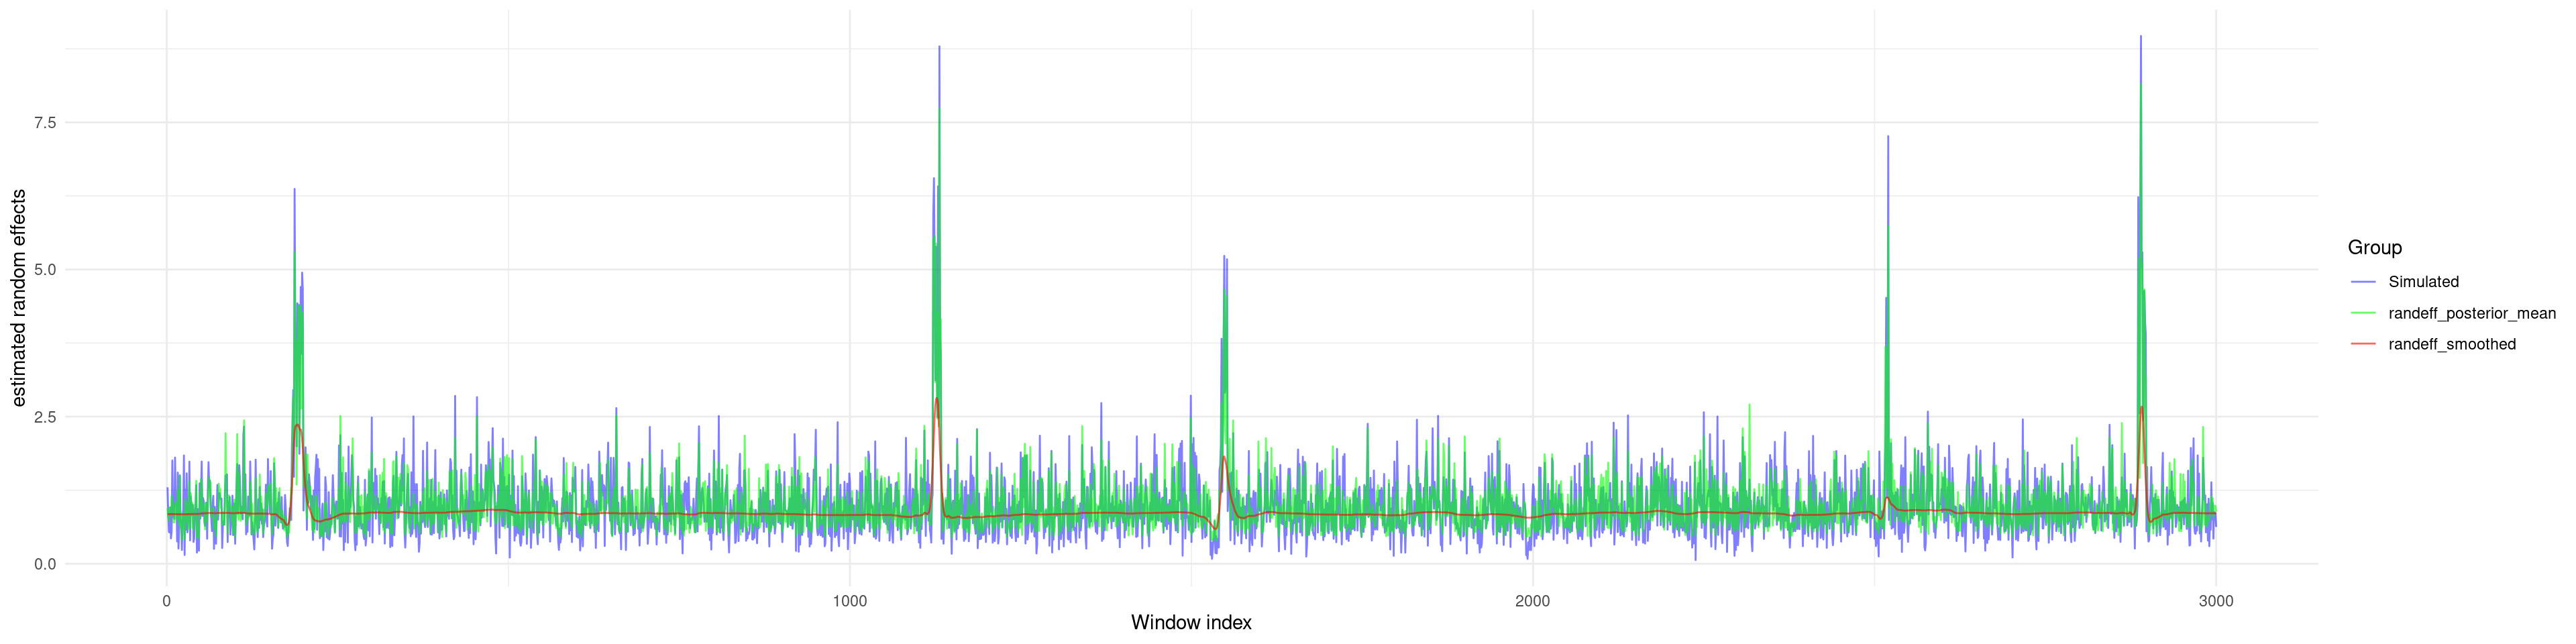 estimated random effects
7.5
5.0
2.5
0.0
0
1000
2000
3000
Window index
Group
Simulated
randeff_posterior_mean
randeff_smoothed